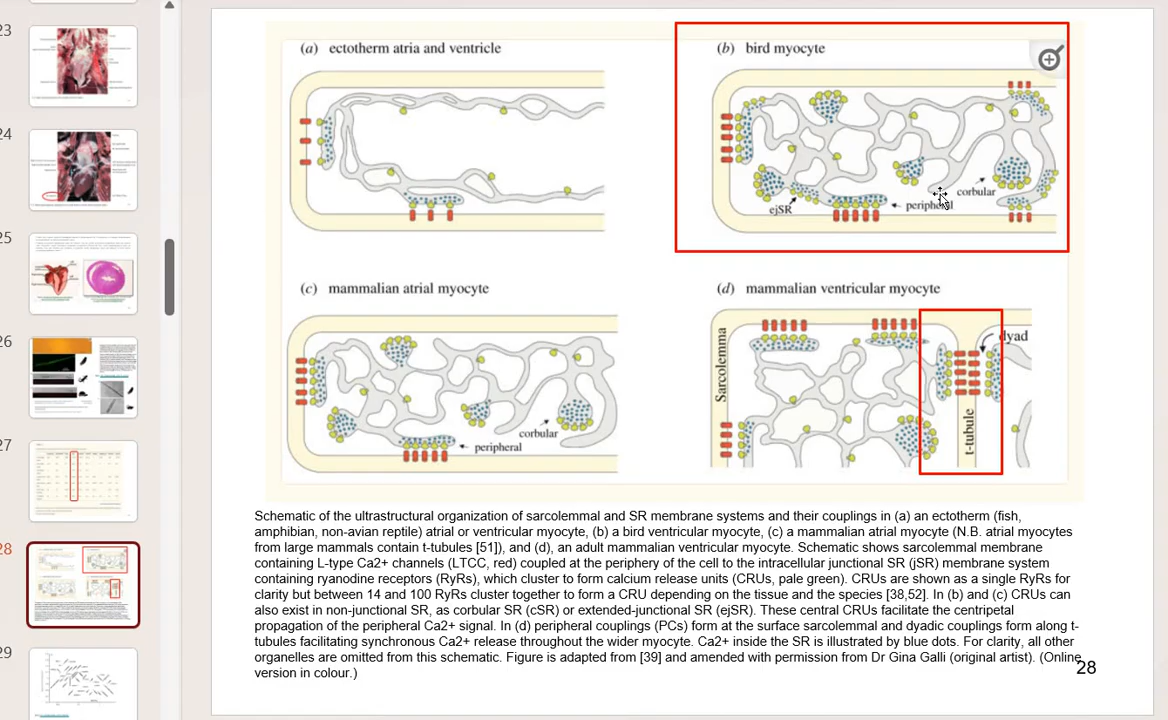 23
24
25
26
27
28
29
(a) ectotherm atria and ventricle
(b) bird myocyte
ejSR
peripheral
corbular
(c) mammalian atrial myocyte
corbular
peripheral
(d) mammalian ventricular myocyte
Sarcolemma
dyad
t-tubule
Schematic of the ultrastructural organization of sarcolemmal and SR membrane systems and their couplings in (a) an ectotherm (fish,
amphibian, non-avian reptile) atrial or ventricular myocyte, (b) a bird ventricular myocyte, (c) a mammalian atrial myocyte (N.B. atrial myocytes
from large mammals contain t-tubules [51]), and (d), an adult mammalian ventricular myocyte. Schematic shows sarcolemmal membrane
containing L-type Ca2+ channels (LTCC, red) coupled at the periphery of the cell to the intracellular junctional SR (jSR) membrane system
containing ryanodine receptors (RyRs), which cluster to form calcium release units (CRUs, pale green). CRUs are shown as a single RyRs for
clarity but between 14 and 100 RyRs cluster together to form a CRU depending on the tissue and the species [38,52]. In (b) and (c) CRUs can
also exist in non-junctional SR, as corbular SR (cSR) or extended-junctional SR (ejSR). These central CRUs facilitate the centripetal
propagation of the peripheral Ca2+ signal. In (d) peripheral couplings (PCs) form at the surface sarcolemmal and dyadic couplings form along t-
tubules facilitating synchronous Ca2+ release throughout the wider myocyte. Ca2+ inside the SR is illustrated by blue dots. For clarity, all other
organelles are omitted from this schematic. Figure is adapted from [39] and amended with permission from Dr Gina Galli (original artist). (Online
version in colour.)
28